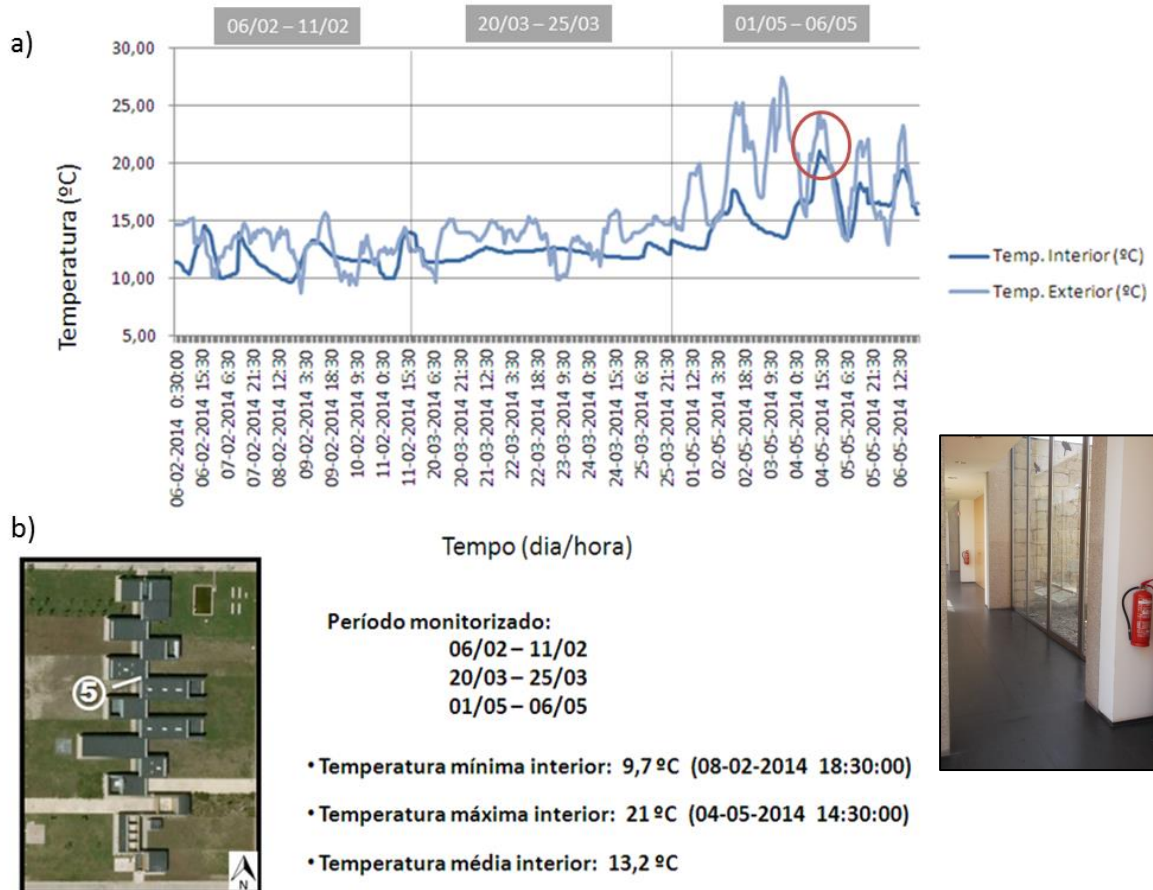 06/02 – 11/02
20/03 – 25/03
01/05 – 06/05
a)
30,00
25,00
20,00
15,00
10,00
5,00
Temperatura (ºC)
Temp. Interior (ºC)
Temp. Exterior (ºC)
06-02-2014 0:30:00
06-02-2014 15:30
07-02-2014 6:30
07-02-2014 21:30
08-02-2014 12:30
09-02-2014 3:30
09-02-2014 18:30
10-02-2014 9:30
11-02-2014 0:30
11-02-2014 15:30
20-03-2014 6:30
20-03-2014 21:30
21-03-2014 12:30
22-03-2014 3:30
22-03-2014 18:30
23-03-2014 9:30
24-03-2014 0:30
24-03-2014 15:30
25-03-2014 6:30
25-03-2014 21:30
01-05-2014 12:30
02-05-2014 3:30
02-05-2014 18:30
03-05-2014 9:30
04-05-2014 0:30
04-05-2014 15:30
05-05-2014 6:30
05-05-2014 21:30
06-05-2014 12:30
Tempo (dia/hora)
b)
5
N
Período monitorizado:
06/02 – 11/02
20/03 – 25/03
01/05 – 06/05
• Temperatura mínima interior: 9,7 ºC (08-02-2014 18:30:00)
• Temperatura máxima interior: 21 ºC (04-05-2014 14:30:00)
• Temperatura média interior: 13,2 ºC